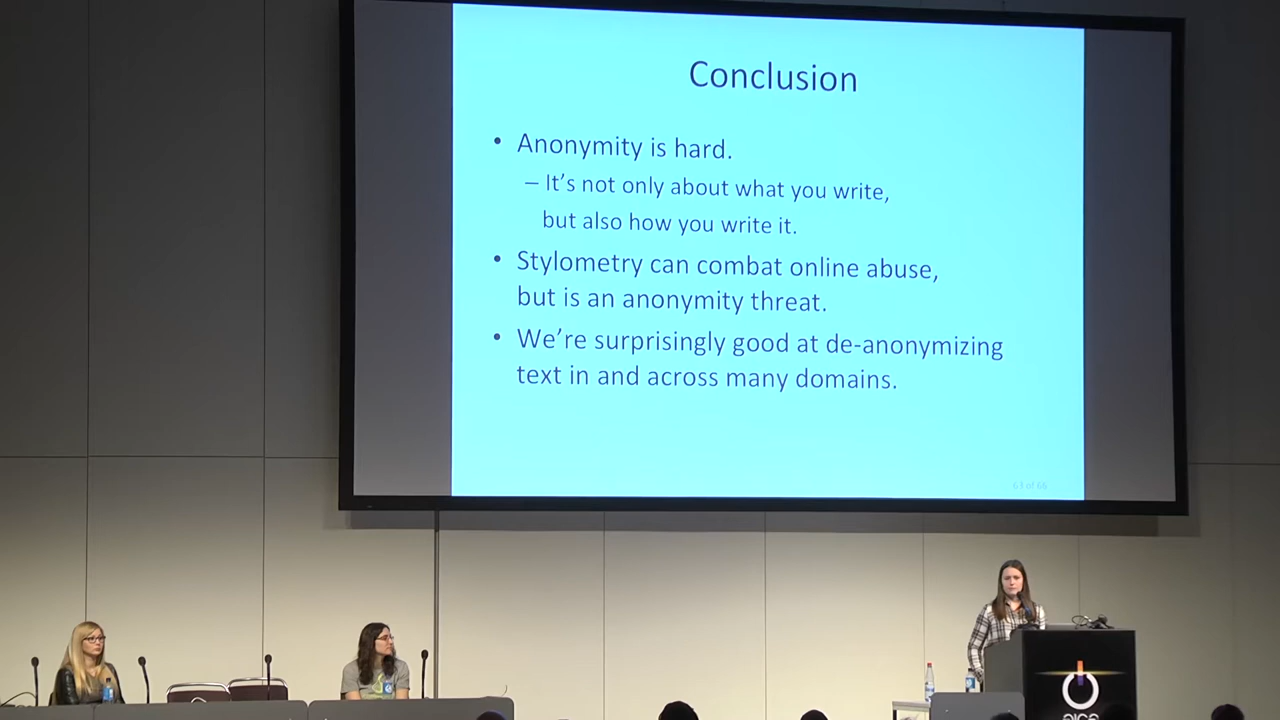 Conclusion
• Anonymity is hard.
– It's not only about what you write,
but also how you write it.
• Stylometry can combat online abuse,
but is an anonymity threat.
• We're surprisingly good at de-anonymizing
text in and across many domains.